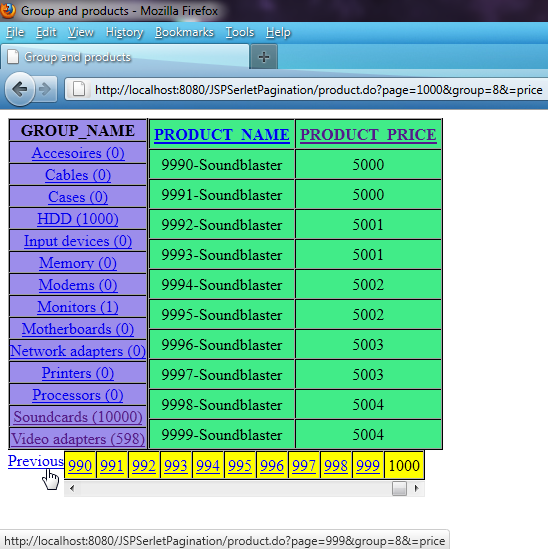 Group and products - Mozilla Firefox
File Edit View History Bookmarks Tools Help
Group and products
http://localhost:8080/JSPSerletPagination/product.do?page=1000&group=8&=price
GROUP_NAME
Accesoires (0)
Cables (0)
Cases (0)
HDD (1000)
Input devices (0)
Memory (0)
Modems (0)
Monitors (1)
Motherboards (0)
Network adapters (0)
Printers (0)
Processors (0)
Soundcards (10000)
Video adapters (598)
PRODUCT_NAME PRODUCT_PRICE
9990-Soundblaster 5000
9991-Soundblaster 5000
9992-Soundblaster 5001
9993-Soundblaster 5001
9994-Soundblaster 5002
9995-Soundblaster 5002
9996-Soundblaster 5003
9997-Soundblaster 5003
9998-Soundblaster 5004
9999-Soundblaster 5004
Previous 990 991 992 993 994 995 996 997 998 999 1000
http://localhost:8080/JSPSerletPagination/product.do?page=999&group=8&=price